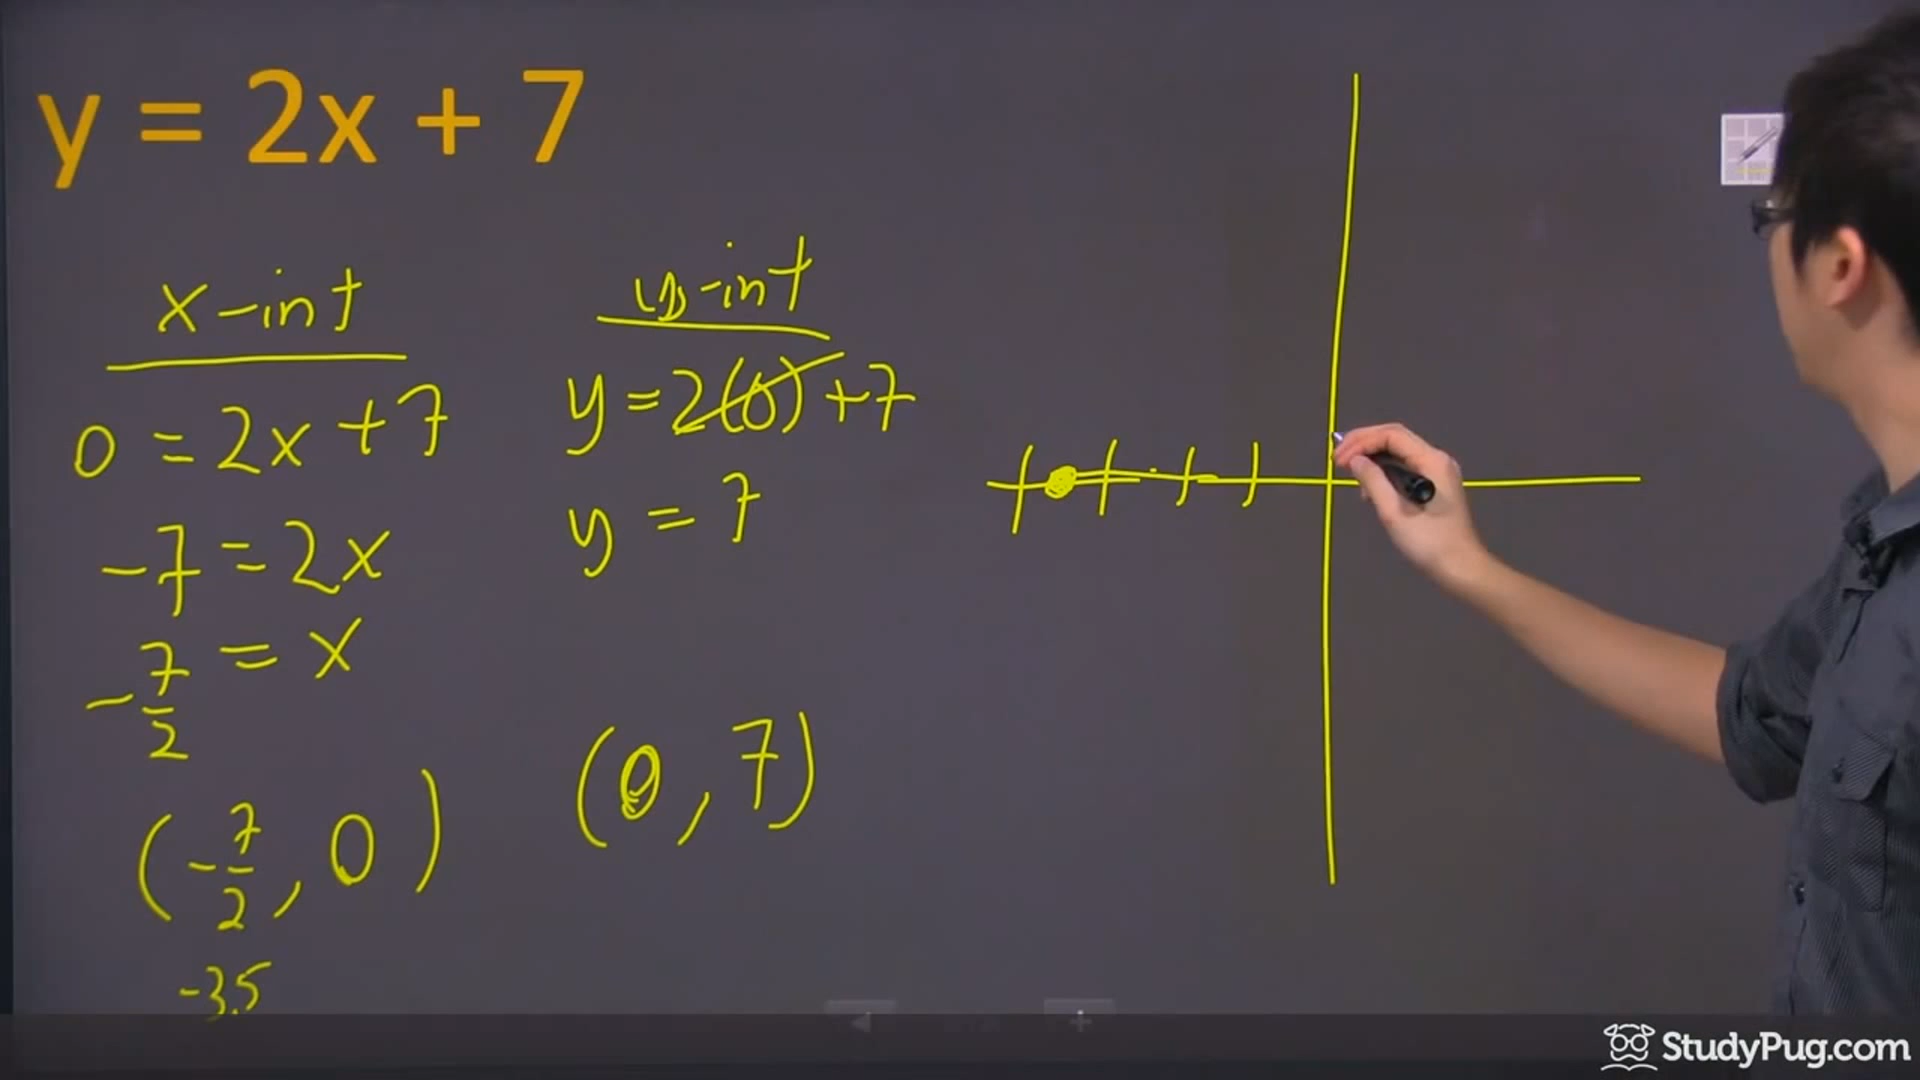 y = 2x + 7
x-int
0 = 2x + 7
-7 = 2x
-7/2 = x
(-7/2, 0)
-3.5
y-int
y = 2(0) + 7
y = 7
(0, 7)
StudyPug.com